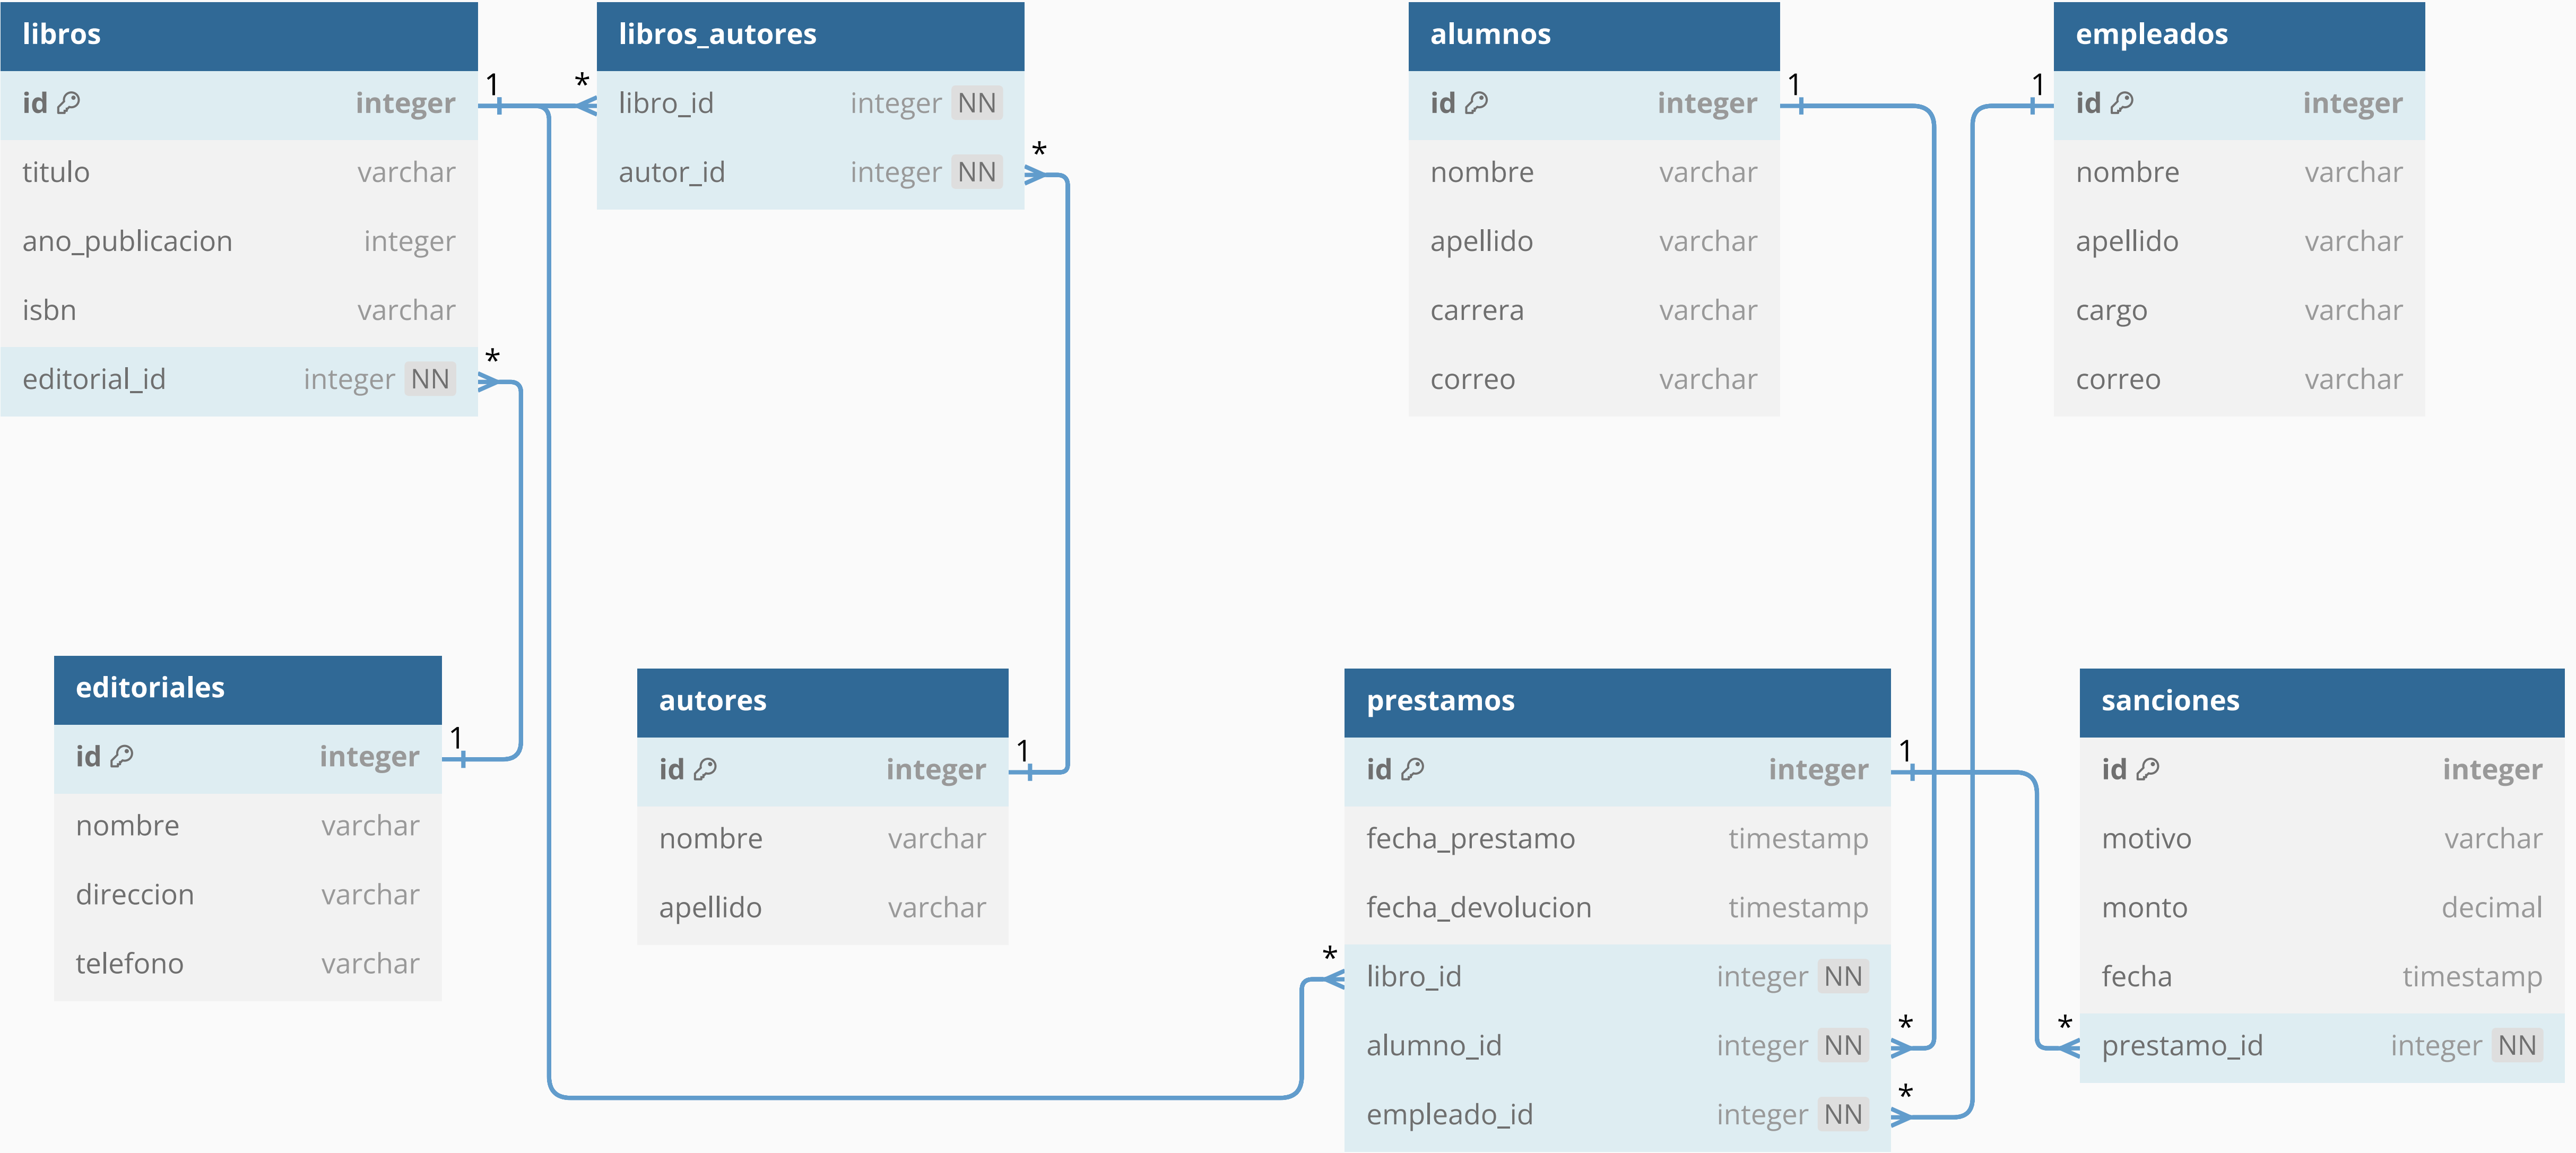 libros
1
*
id integer
titulo varchar
ano_publicacion integer
isbn varchar
*
editorial_id integer NN
libros_autores
libro_id integer NN
*
autor_id integer NN
alumnos
1
id integer
nombre varchar
apellido varchar
carrera varchar
correo varchar
empleados
1
id integer
nombre varchar
apellido varchar
cargo varchar
correo varchar
editoriales
1
id integer
nombre varchar
direccion varchar
telefono varchar
autores
1
id integer
nombre varchar
apellido varchar
prestamos
1
id integer
fecha_prestamo timestamp
fecha_devolucion timestamp
*
libro_id integer NN
*
alumno_id integer NN
*
empleado_id integer NN
sanciones
id integer
motivo varchar
monto decimal
fecha timestamp
*
prestamo_id integer NN